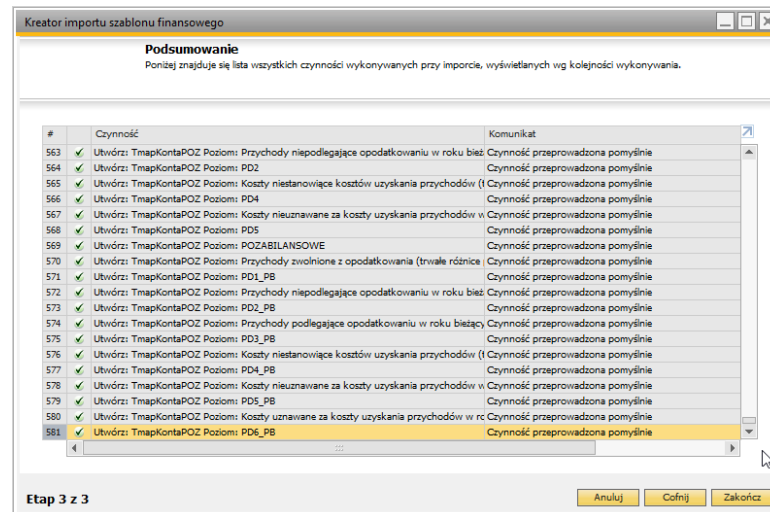 Kreator importu szablonu finansowego
Podsumowanie
Poniżej znajduje się lista wszystkich czynności wykonywanych przy imporcie, wyświetlanych wg kolejności wykonywania.
# Czynność Komunikat
563 Utwórz: TmapKontaPOZ Poziom: Przychody niepodlegające opodatkowaniu w roku bież Czynność przeprowadzona pomyślnie
564 Utwórz: TmapKontaPOZ Poziom: PD2 Czynność przeprowadzona pomyślnie
565 Utwórz: TmapKontaPOZ Poziom: Koszty niestanowiące kosztów uzyskania przychodów (t Czynność przeprowadzona pomyślnie
566 Utwórz: TmapKontaPOZ Poziom: PD4 Czynność przeprowadzona pomyślnie
567 Utwórz: TmapKontaPOZ Poziom: Koszty nieuznawane za koszty uzyskania przychodów w Czynność przeprowadzona pomyślnie
568 Utwórz: TmapKontaPOZ Poziom: PD5 Czynność przeprowadzona pomyślnie
569 Utwórz: TmapKontaPOZ Poziom: POZABILANSOWE Czynność przeprowadzona pomyślnie
570 Utwórz: TmapKontaPOZ Poziom: Przychody zwolnione z opodatkowania (trwałe różnice Czynność przeprowadzona pomyślnie
571 Utwórz: TmapKontaPOZ Poziom: PD1_PB Czynność przeprowadzona pomyślnie
572 Utwórz: TmapKontaPOZ Poziom: Przychody niepodlegające opodatkowaniu w roku bież Czynność przeprowadzona pomyślnie
573 Utwórz: TmapKontaPOZ Poziom: PD2_PB Czynność przeprowadzona pomyślnie
574 Utwórz: TmapKontaPOZ Poziom: Przychody podlegające opodatkowaniu w roku bieżący Czynność przeprowadzona pomyślnie
575 Utwórz: TmapKontaPOZ Poziom: PD3_PB Czynność przeprowadzona pomyślnie
576 Utwórz: TmapKontaPOZ Poziom: Koszty niestanowiące kosztów uzyskania przychodów (t Czynność przeprowadzona pomyślnie
577 Utwórz: TmapKontaPOZ Poziom: PD4_PB Czynność przeprowadzona pomyślnie
578 Utwórz: TmapKontaPOZ Poziom: Koszty nieuznawane za koszty uzyskania przychodów w Czynność przeprowadzona pomyślnie
579 Utwórz: TmapKontaPOZ Poziom: PD5_PB Czynność przeprowadzona pomyślnie
580 Utwórz: TmapKontaPOZ Poziom: Koszty uznawane za koszty uzyskania przychodów w rc Czynność przeprowadzona pomyślnie
581 Utwórz: TmapKontaPOZ Poziom: PD6_PB Czynność przeprowadzona pomyślnie
Etap 3 z 3 Anuluj Cofnij Zakończ